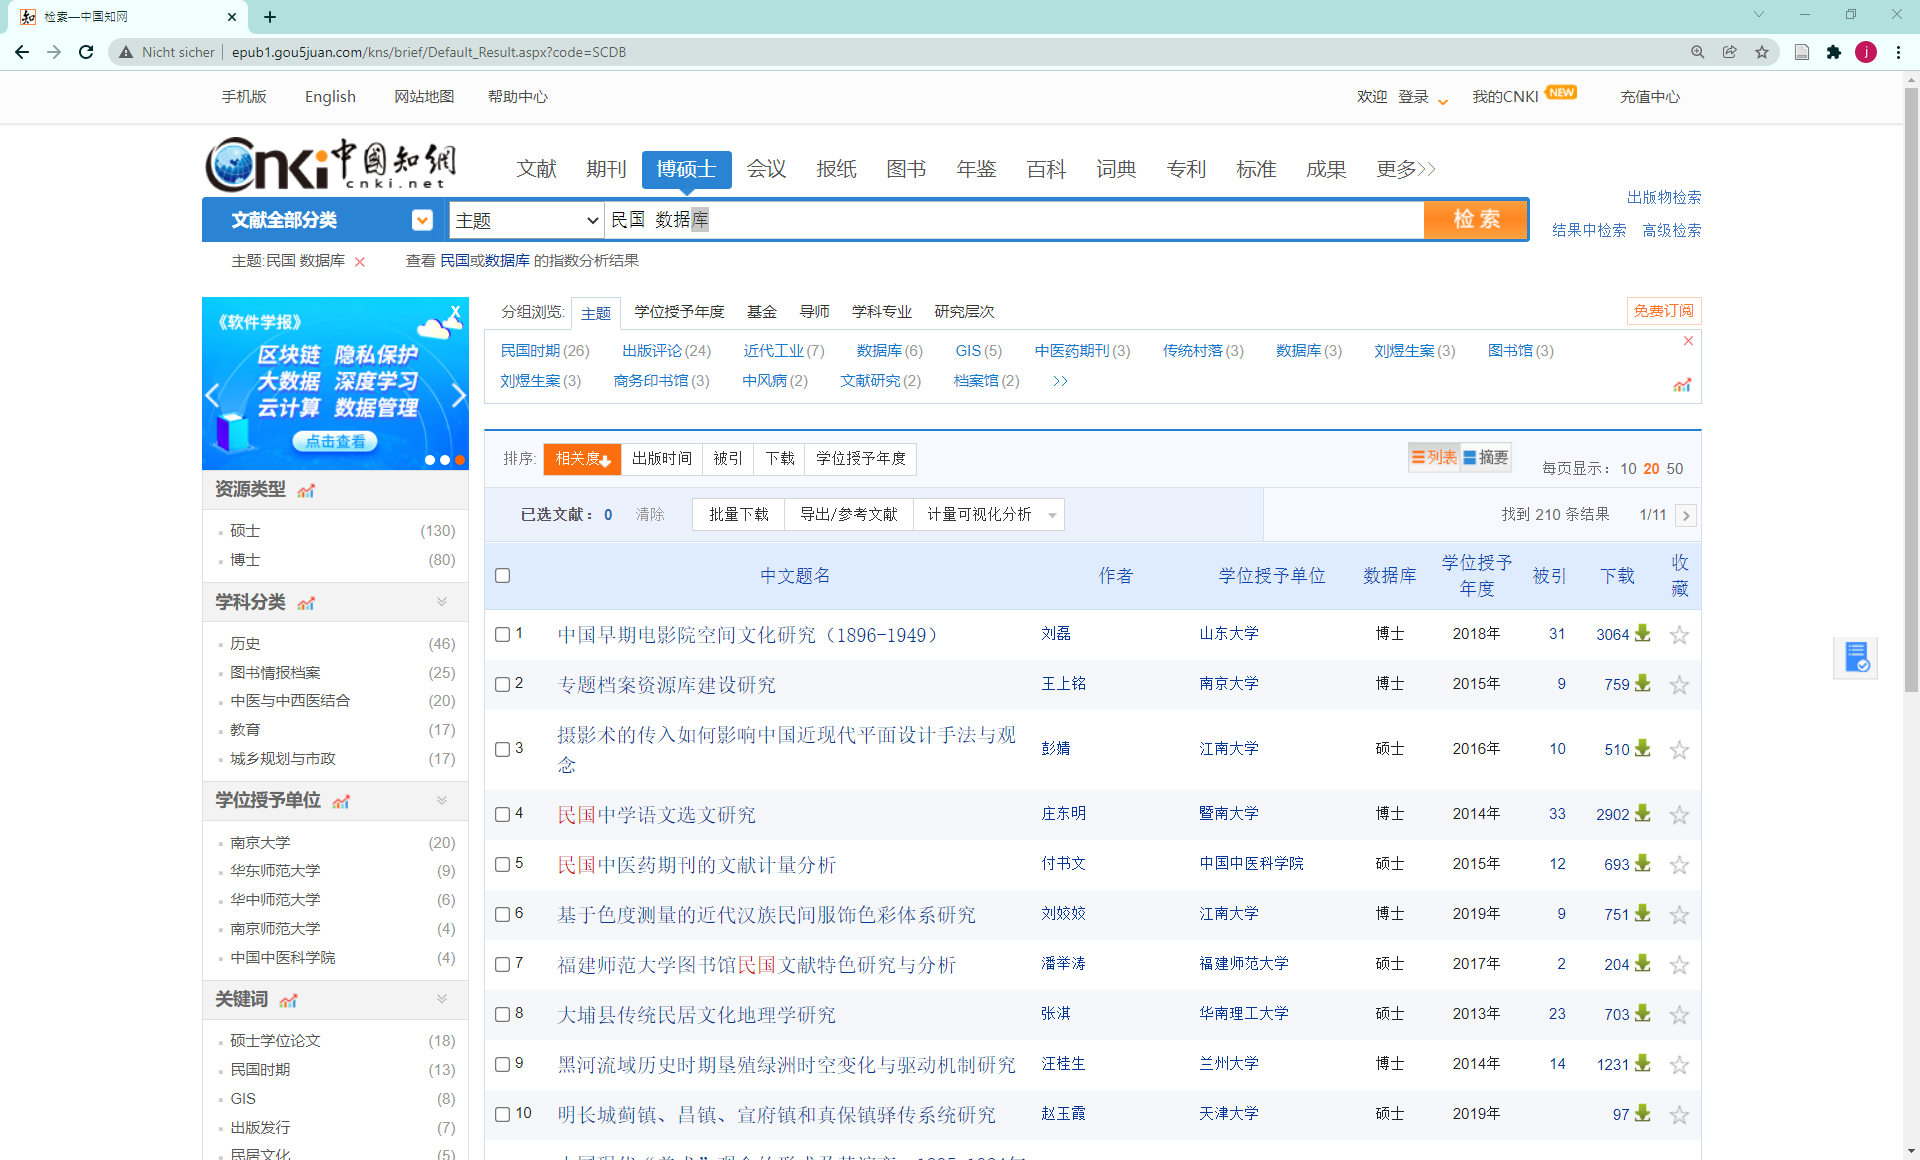 检索—中国知网
Nicht sicher epub1.gou5juan.com/kns/brief/Default_Result.aspx?code=SCDB
j
手机版 English 网站地图 帮助中心 欢迎 登录 我的CNKI NEW 充值中心
Cnki中國知網
cnki.net
文献 期刊 博硕士 会议 报纸 图书 年鉴 百科 词典 专利 标准 成果 更多>>
出版物检索
文献全部分类 主题 民国 数据库 检索
结果中检索 高级检索
主题:民国 数据库 × 查看 民国或数据库 的指数分析结果
《软件学报》 X
区块链 隐私保护
大数据 深度学习
云计算 数据管理
点击查看
分组浏览: 主题 学位授予年度 基金 导师 学科专业 研究层次 免费订阅
民国时期(26) 出版评论(24) 近代工业(7) 数据库(6) GIS(5) 中医药期刊(3) 传统村落(3) 数据库(3) 刘煜生案(3) 图书馆(3)
刘煜生案(3) 商务印书馆(3) 中风病(2) 文献研究(2) 档案馆(2) >>
排序: 相关度 出版时间 被引 下载 学位授予年度 列表 摘要 每页显示: 10 20 50
已选文献: 0 清除 批量下载 导出/参考文献 计量可视化分析 找到 210 条结果 1/11 >
资源类型
硕士 (130)
博士 (80)
学科分类
历史 (46)
图书情报档案 (25)
中医与中西医结合 (20)
教育 (17)
城乡规划与市政 (17)
学位授予单位
南京大学 (20)
华东师范大学 (9)
华中师范大学 (6)
南京师范大学 (4)
中国中医科学院 (4)
关键词
硕士学位论文 (18)
民国时期 (13)
GIS (8)
出版发行 (7)
民居文化 (5)
中文题名 作者 学位授予单位 数据库 学位授予年度 被引 下载 收藏
1 中国早期电影院空间文化研究（1896-1949） 刘磊 山东大学 博士 2018年 31 3064
2 专题档案资源库建设研究 王上铭 南京大学 博士 2015年 9 759
3 摄影术的传入如何影响中国近现代平面设计手法与观
念 彭婧 江南大学 硕士 2016年 10 510
4 民国中学语文选文研究 庄东明 暨南大学 博士 2014年 33 2902
5 民国中医药期刊的文献计量分析 付书文 中国中医科学院 硕士 2015年 12 693
6 基于色度测量的近代汉族民间服饰色彩体系研究 刘姣姣 江南大学 博士 2019年 9 751
7 福建师范大学图书馆民国文献特色研究与分析 潘举涛 福建师范大学 硕士 2017年 2 204
8 大埔县传统民居文化地理学研究 张淇 华南理工大学 硕士 2013年 23 703
9 黑河流域历史时期垦殖绿洲时空变化与驱动机制研究 汪桂生 兰州大学 博士 2014年 14 1231
10 明长城蓟镇、昌镇、宣府镇和真保镇驿传系统研究 赵玉霞 天津大学 硕士 2019年 97